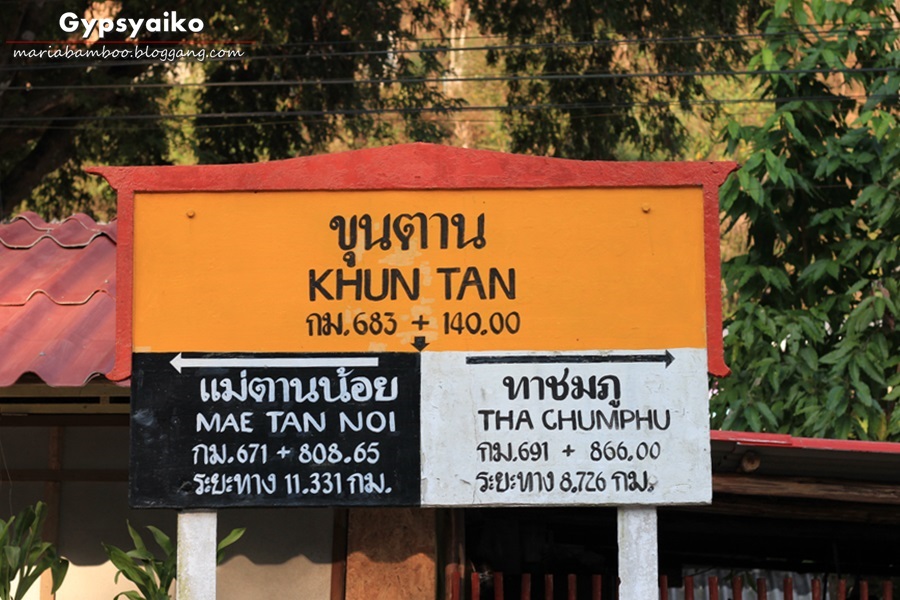 Gypsyaiko
mariabamboo.bloggang.com
ขุนตาน
KHUN TAN
กม.683 + 140.00
แม่ตานน้อย
MAE TAN NOI
กม.671 + 808.65
ระยะทาง 11.331 กม.
ทาชมภู
THA CHUMPHU
กม.691 + 866.00
ระยะทาง 8.726 กม.